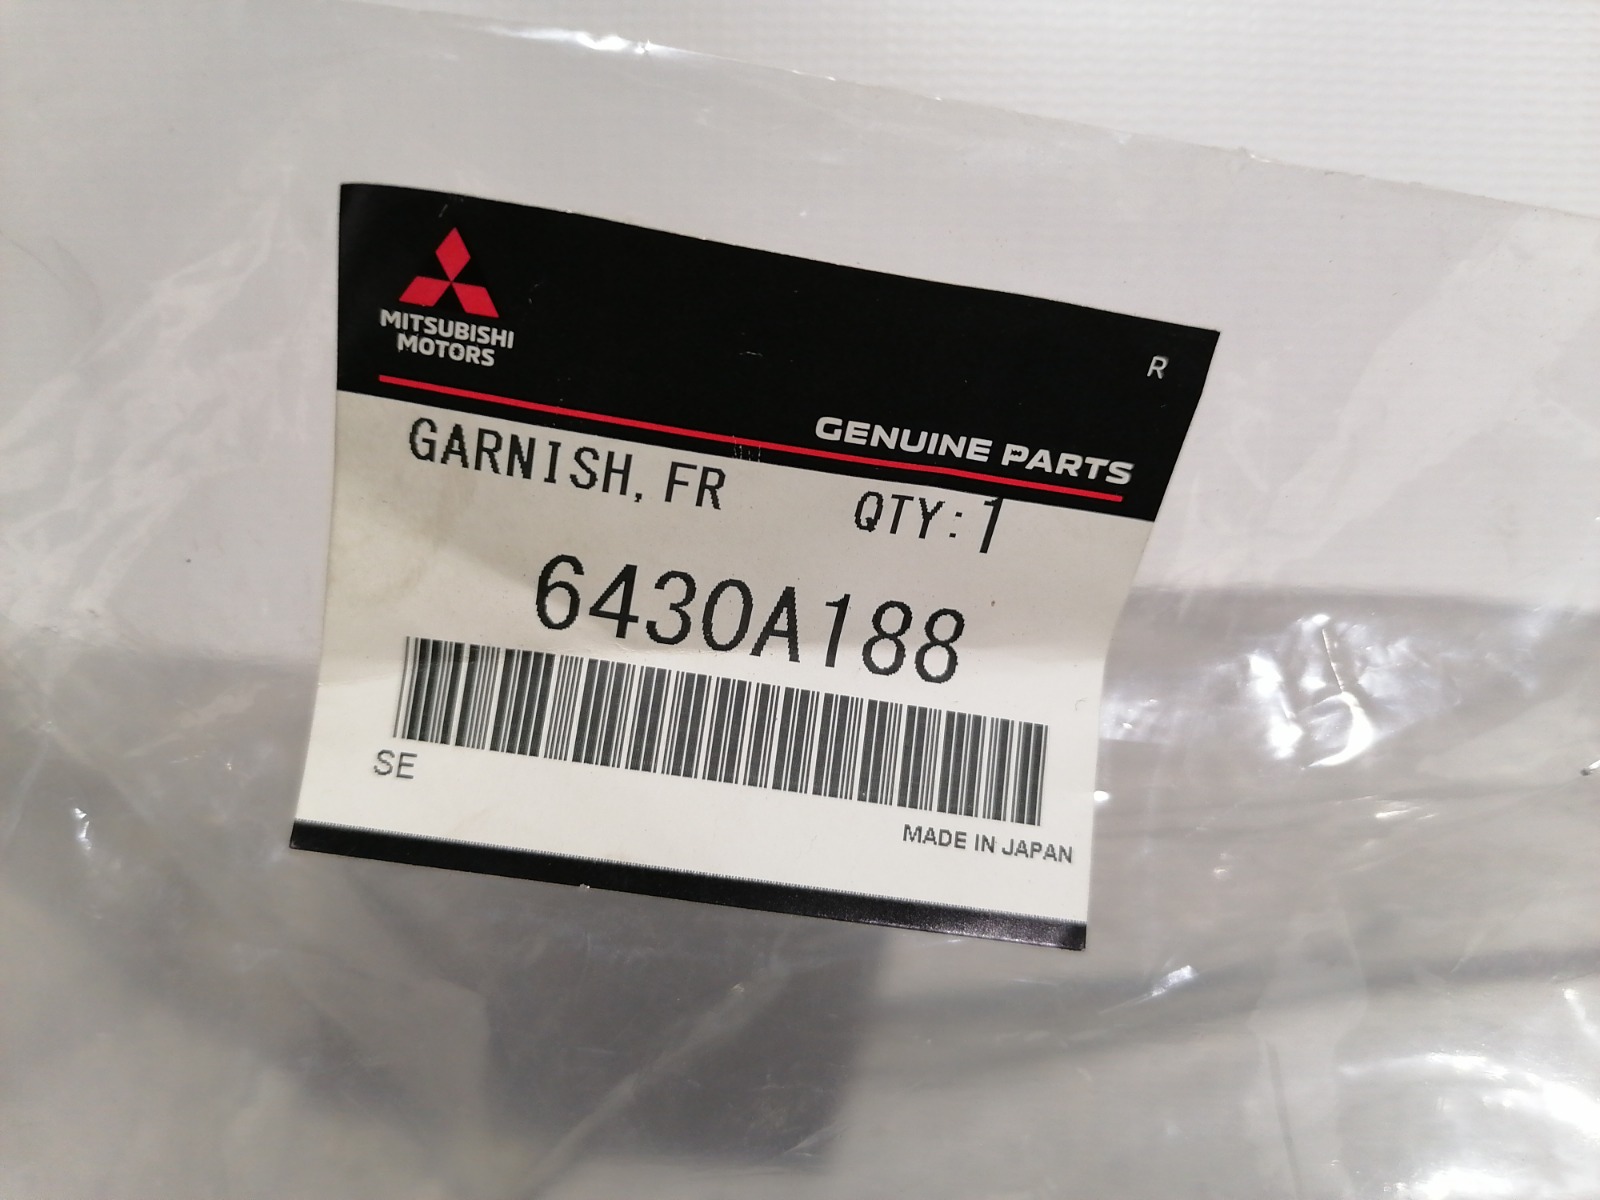 MITSUBISHI
MOTORS
R
GENUINE PARTS
GARNISH, FR
QTY:1
6430A188
SE
MADE IN JAPAN